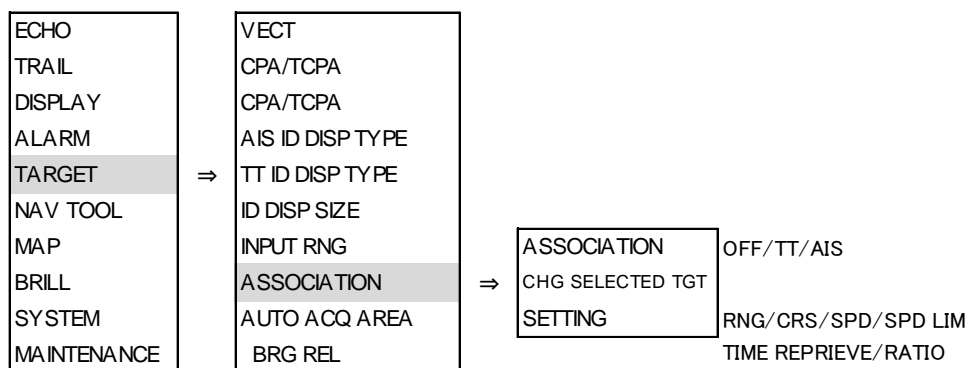 ECHO
TRAIL
DISPLAY
ALARM
TARGET
NAV TOOL
MAP
BRILL
SYSTEM
MAINTENANCE
⇒
VECT
CPA/TCPA
CPA/TCPA
AIS ID DISP TYPE
TT ID DISP TYPE
ID DISP SIZE
INPUT RNG
ASSOCIATION
AUTO ACQ AREA
BRG REL
⇒
ASSOCIATION OFF/TT/AIS
CHG SELECTED TGT
SETTING RNG/CRS/SPD/SPD LIM
TIME REPRIEVE/RATIO